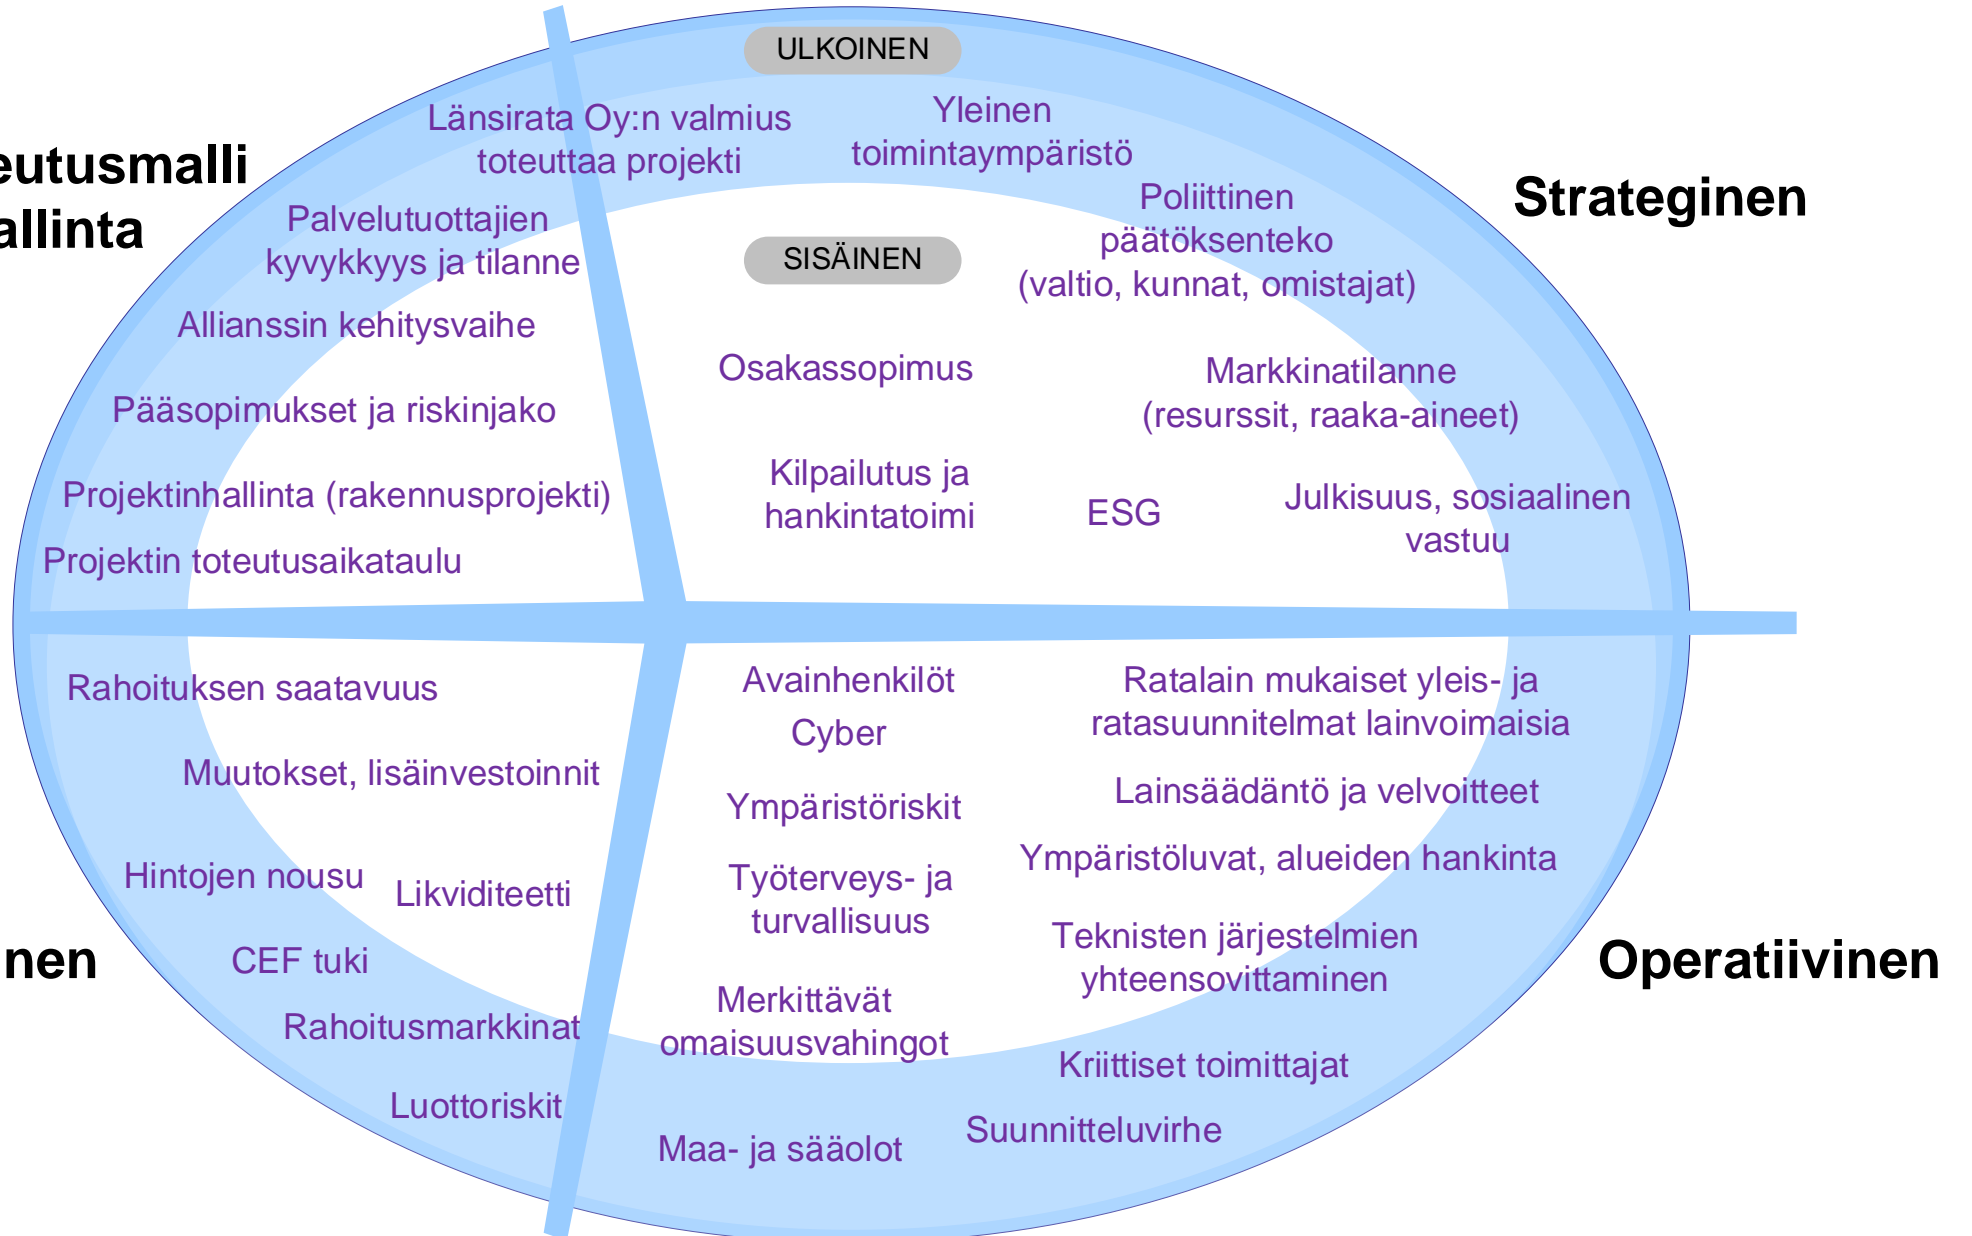 ULKOINEN
Länsirata Oy:n valmius
toteuttaa projekti
Yleinen
toimintaympäristö
eutusmalli
allinta
Strateginen
Palvelutuottajien
kyvykkyys ja tilanne
Poliittinen
päätöksenteko
(valtio, kunnat, omistajat)
SISÄINEN
Allianssin kehitysvaihe
Osakassopimus
Markkinatilanne
(resurssit, raaka-aineet)
Pääsopimukset ja riskinjako
Kilpailutus ja
hankintatoimi
ESG
Julkisuus, sosiaalinen
vastuu
Projektinhallinta (rakennusprojekti)
Projektin toteutusaikataulu
Rahoituksen saatavuus
Avainhenkilöt
Ratalain mukaiset yleis- ja
ratasuunnitelmat lainvoimaisia
Cyber
Muutokset, lisäinvestoinnit
Ympäristöriskit
Lainsäädäntö ja velvoitteet
Hintojen nousu
Likviditeetti
Työterveys- ja
turvallisuus
Ympäristöluvat, alueiden hankinta
nen
CEF tuki
Teknisten järjestelmien
yhteensovittaminen
Operatiivinen
Rahoitusmarkkinat
Merkittävät
omaisuusvahingot
Kriittiset toimittajat
Luottoriskit
Maa- ja sääolot
Suunnitteluvirhe